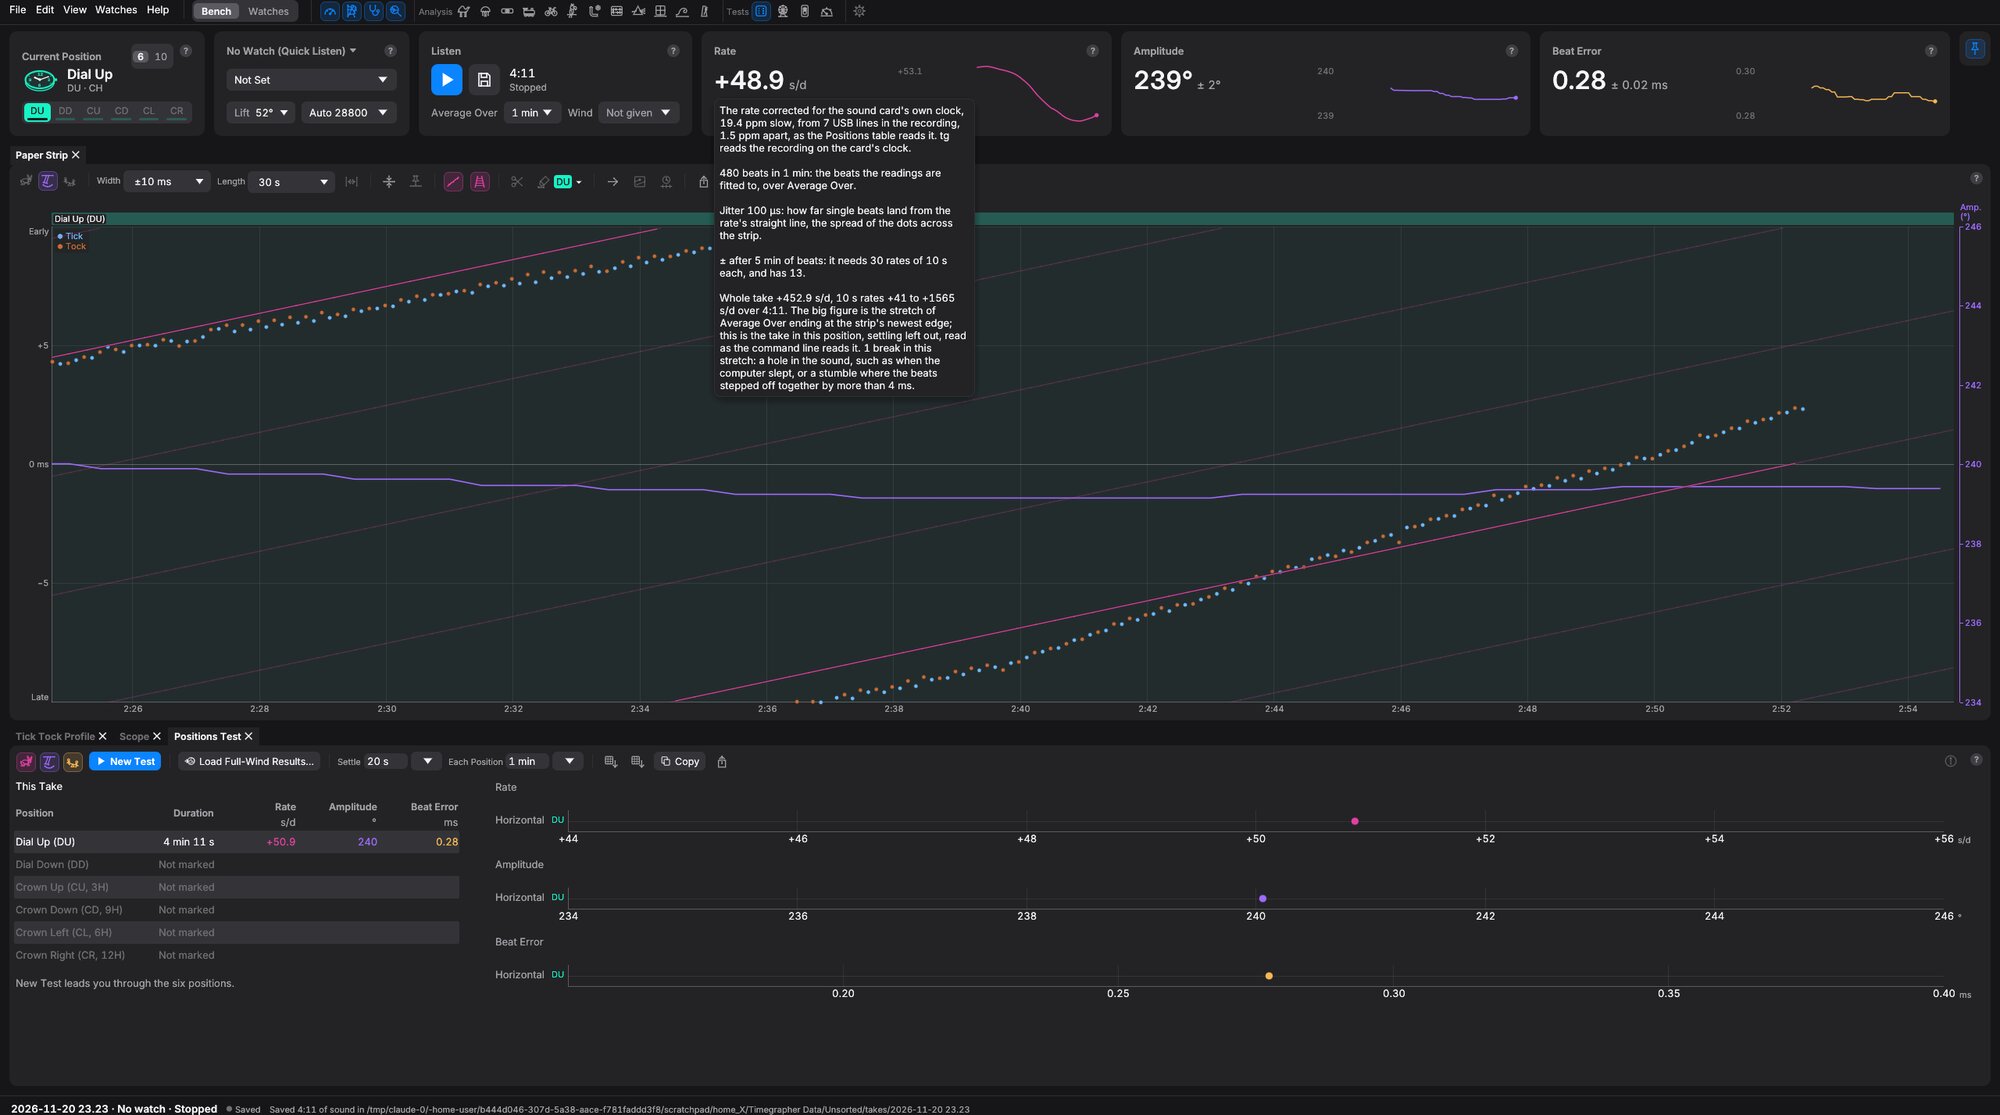 File Edit View Watches Help
Bench Watches
Analysis
Tests
Current Position
6 10
?
Dial Up
DU · CH
DU DD CU CD CL CR
No Watch (Quick Listen)
?
Not Set
Lift 52°
Auto 28800
Listen
?
4:11
Stopped
Average Over 1 min Wind Not given
Rate
?
+48.9 s/d
+53.1
Amplitude
?
239° ± 2°
240
239
Beat Error
?
0.28 ± 0.02 ms
0.30
0.28
The rate corrected for the sound card's own clock,
19.4 ppm slow, from 7 USB lines in the recording,
1.5 ppm apart, as the Positions table reads it. tg
reads the recording on the card's clock.
480 beats in 1 min: the beats the readings are
fitted to, over Average Over.
Jitter 100 µs: how far single beats land from the
rate's straight line, the spread of the dots across
the strip.
± after 5 min of beats: it needs 30 rates of 10 s
each, and has 13.
Whole take +452.9 s/d, 10 s rates +41 to +1565
s/d over 4:11. The big figure is the stretch of
Average Over ending at the strip's newest edge;
this is the take in this position, settling left out, read
as the command line reads it. 1 break in this
stretch: a hole in the sound, such as when the
computer slept, or a stumble where the beats
stepped off together by more than 4 ms.
Paper Strip
Width ±10 ms Length 30 s
DU
?
Dial Up (DU)
Amp.
(°)
Early
Tick
Tock
+5
0 ms
−5
Late
246
244
242
240
238
236
234
2:26 2:28 2:30 2:32 2:34 2:36 2:38 2:40 2:42 2:44 2:46 2:48 2:50 2:52 2:54
Tick Tock Profile Scope Positions Test
New Test Load Full-Wind Results... Settle 20 s Each Position 1 min Copy
?
This Take
Position Duration Rate Amplitude Beat Error
s/d ° ms
Dial Up (DU) 4 min 11 s +50.9 240 0.28
Dial Down (DD) Not marked
Crown Up (CU, 3H) Not marked
Crown Down (CD, 9H) Not marked
Crown Left (CL, 6H) Not marked
Crown Right (CR, 12H) Not marked
New Test leads you through the six positions.
Rate
Horizontal DU
+44 +46 +48 +50 +52 +54 +56 s/d
Amplitude
Horizontal DU
234 236 238 240 242 244 246 °
Beat Error
Horizontal DU
0.20 0.25 0.30 0.35 0.40 ms
2026-11-20 23.23 · No watch · Stopped Saved Saved 4:11 of sound in /tmp/claude-0/-home-user/b444d046-307d-5a38-aace-f781faddd3f8/scratchpad/home_X/Timegrapher Data/Unsorted/takes/2026-11-20 23.23